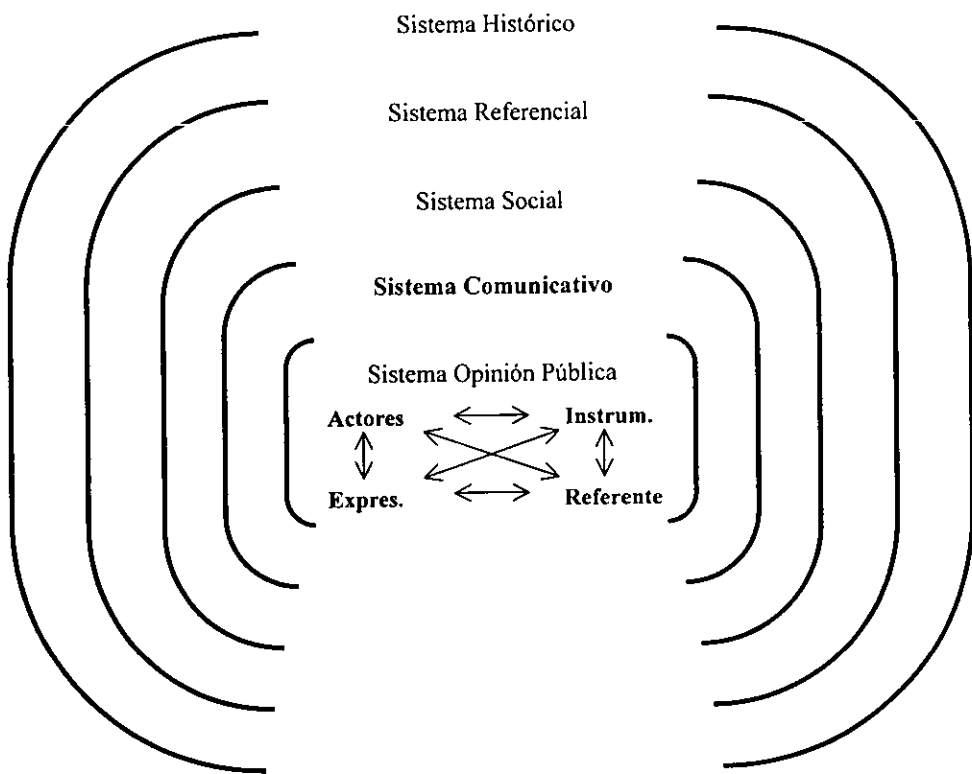 Sistema Histórico
Sistema Referencial
Sistema Social
Sistema Comunicativo
Sistema Opinión Pública
Actores Instrum.
Expres. Referente